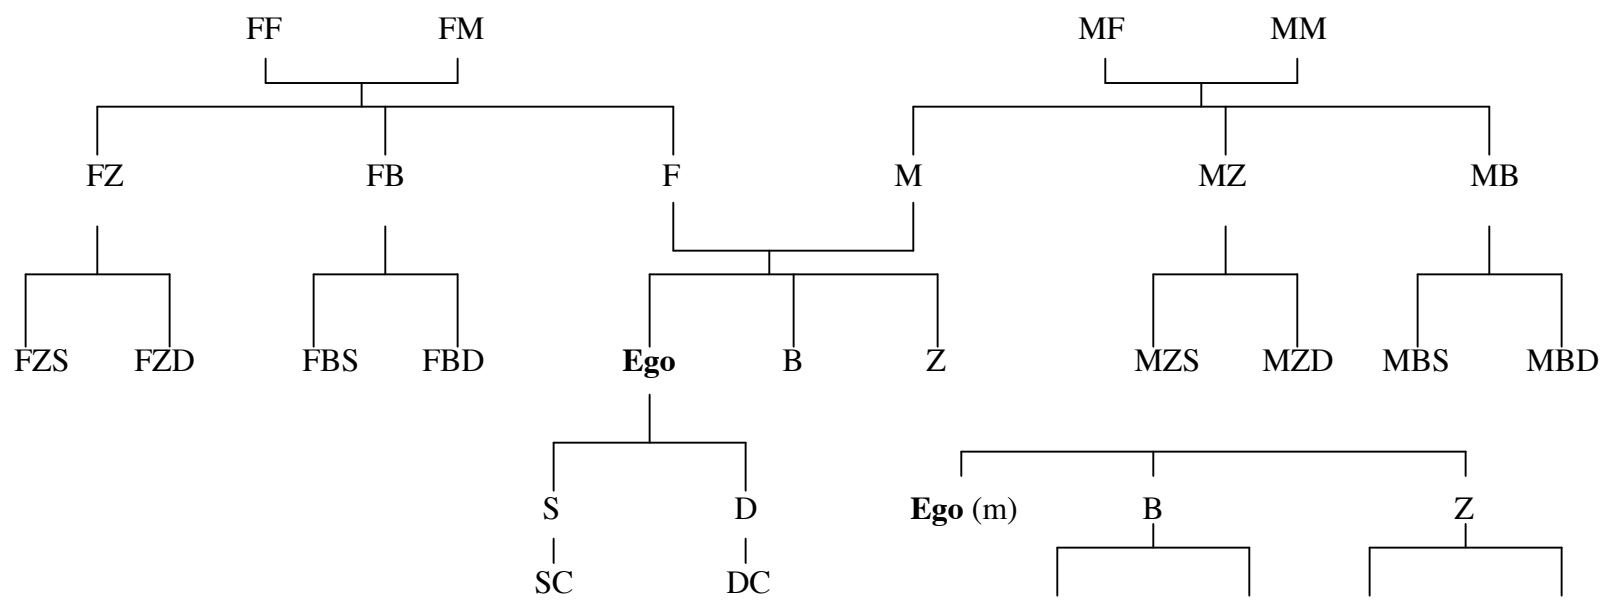 FF FM MF MM
FZ FB F M MZ MB
FZS FZD FBS FBD Ego B Z MZS MZD MBS MBD
S D Ego (m) B Z
SC DC